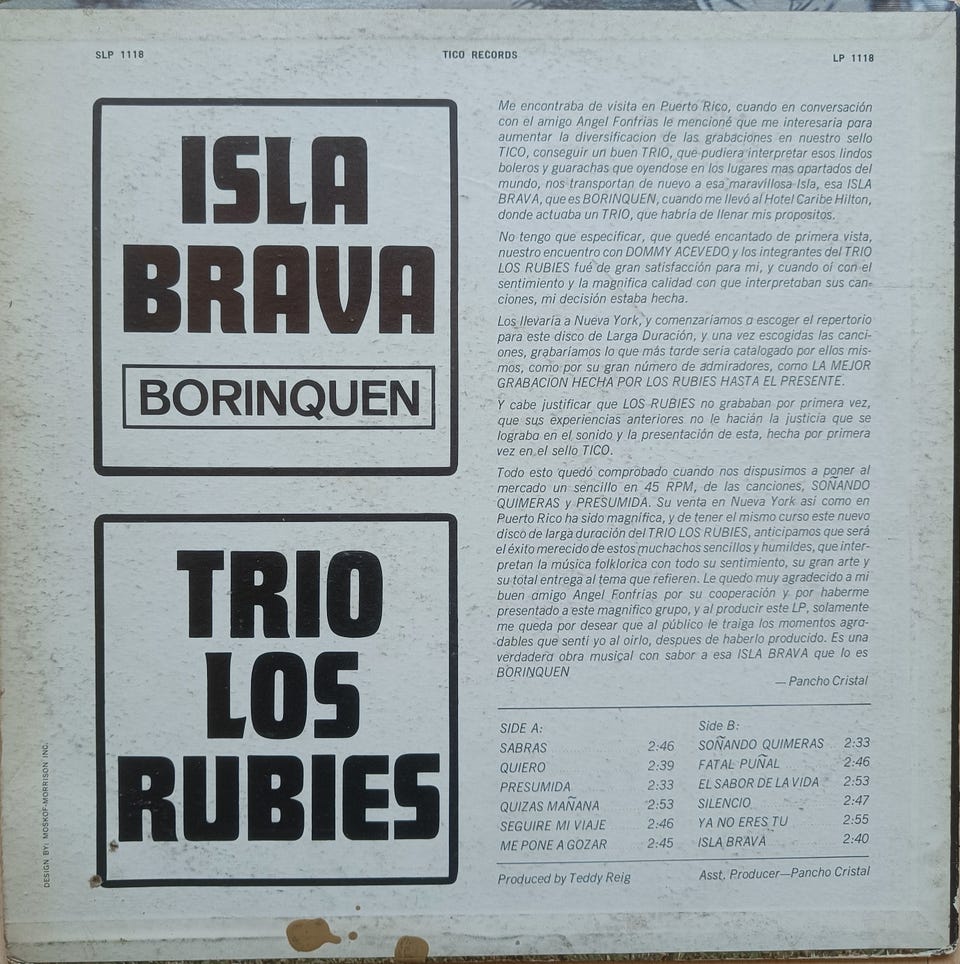 SLP 1118
TICO RECORDS
LP 1118
ISLA
BRAVA
BORINQUEN
TRIO
LOS
RUBIES
DESIGN BY: MOSKOF-MORRISON INC.
Me encontraba de visita en Puerto Rico, cuando en conversación
con el amigo Angel Fonfrias le mencioné que me interesaria para
aumentar la diversificacion de las grabaciones en nuestro sello
TICO, conseguir un buen TRIO, que pudiera interpretar esos lindos
boleros y guarachas que oyendose en los lugares mas apartados del
mundo, nos transportan de nuevo a esa maravillosa Isla, esa ISLA
BRAVA, que es BORINQUEN, cuando me llevó al Hotel Caribe Hilton,
donde actuaba un TRIO, que habria de llenar mis propositos.
No tengo que especificar, que quedé encantado de primera vista,
nuestro encuentro con DOMMY ACEVEDO y los integrantes del TRIO
LOS RUBIES fué de gran satisfacción para mi, y cuando oí con el
sentimiento y la magnifica calidad con que interpretaban sus can-
ciones, mi decisión estaba hecha.
Los llevaría a Nueva York, y comenzaríamos a escoger el repertorio
para este disco de Larga Duración, y una vez escogidas las canci-
ones, grabaríamos lo que más tarde seria catalogado por ellos mis-
mos, como por su gran número de admiradores, como LA MEJOR
GRABACION HECHA POR LOS RUBIES HASTA EL PRESENTE.
Y cabe justificar que LOS RUBIES no grababan por primera vez,
que sus experiencias anteriores no le hacián la justicia que se
lograba en el sonido y la presentación de esta, hecha por primera
vez en el sello TICO.
Todo esto quedó comprobado cuando nos dispusimos a poner al
mercado un sencillo en 45 RPM, de las canciones, SOÑANDO
QUIMERAS y PRESUMIDA. Su venta en Nueva York asi como en
Puerto Rico ha sido magnífica, y de tener el mismo curso este nuevo
disco de larga duración del TRIO LOS RUBIES, anticipamos que será
el éxito merecido de estos muchachos sencillos y humildes, que inter-
pretan la música folklorica con todo su sentimiento, su gran arte y
su total entrega al tema que refieren. Le quedo muy agradecido a mi
buen amigo Angel Fonfrias por su cooperación y por haberme
presentado a este magnifico grupo, y al producir este LP, solamente
me queda por desear que al público le traiga los momentos agra-
dables que senti yo al oirlo, despues de haberlo producido. Es una
verdadera obra musical con sabor a esa ISLA BRAVA que lo es
BORINQUEN
— Pancho Cristal
SIDE A:
SABRAS 2:46
QUIERO 2:39
PRESUMIDA 2:33
QUIZAS MAÑANA 2:53
SEGUIRE MI VIAJE 2:46
ME PONE A GOZAR 2:45
Side B:
SOÑANDO QUIMERAS 2:33
FATAL PUÑAL 2:46
EL SABOR DE LA VIDA 2:53
SILENCIO 2:47
YA NO ERES TU 2:55
ISLA BRAVA 2:40
Produced by Teddy Reig
Asst. Producer—Pancho Cristal